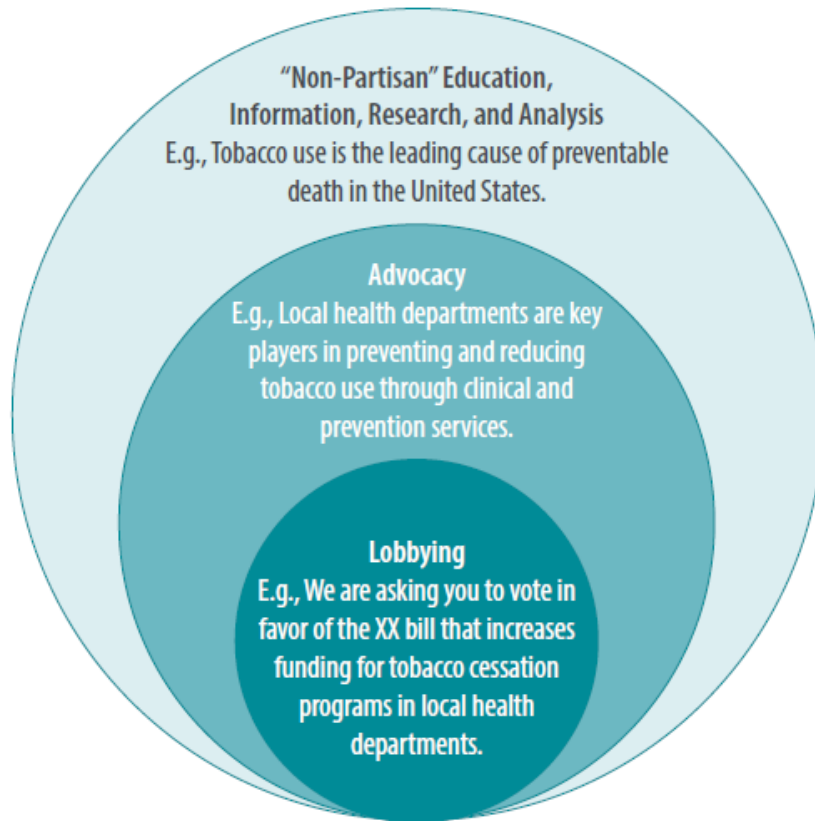 “Non-Partisan” Education,
Information, Research, and Analysis
E.g., Tobacco use is the leading cause of preventable
death in the United States.
Advocacy
E.g., Local health departments are key
players in preventing and reducing
tobacco use through clinical and
prevention services.
Lobbying
E.g., We are asking you to vote in
favor of the XX bill that increases
funding for tobacco cessation
programs in local health
departments.